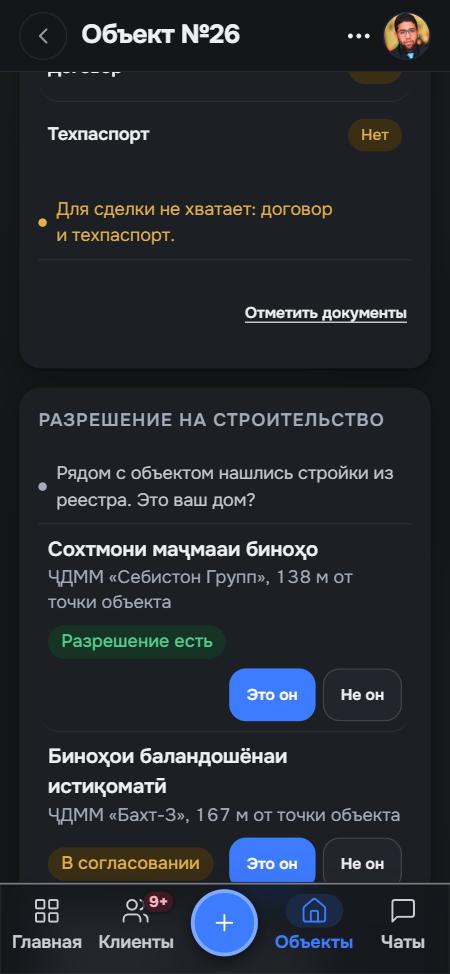 Объект №26
Договор
Техпаспорт
Нет
Для сделки не хватает: договор
и техпаспорт.
Отметить документы
РАЗРЕШЕНИЕ НА СТРОИТЕЛЬСТВО
Рядом с объектом нашлись стройки из
реестра. Это ваш дом?
Сохтмони маҷмааи биноҳо
ҶДММ «Себистон Групп», 138 м от
точки объекта
Разрешение есть
Это он
Не он
Биноҳои баландошёнаи
истиқоматӣ
ҶДММ «Бахт-З», 167 м от точки объекта
В согласовании
Это он
Не он
9+
Главная
Клиенты
Объекты
Чаты